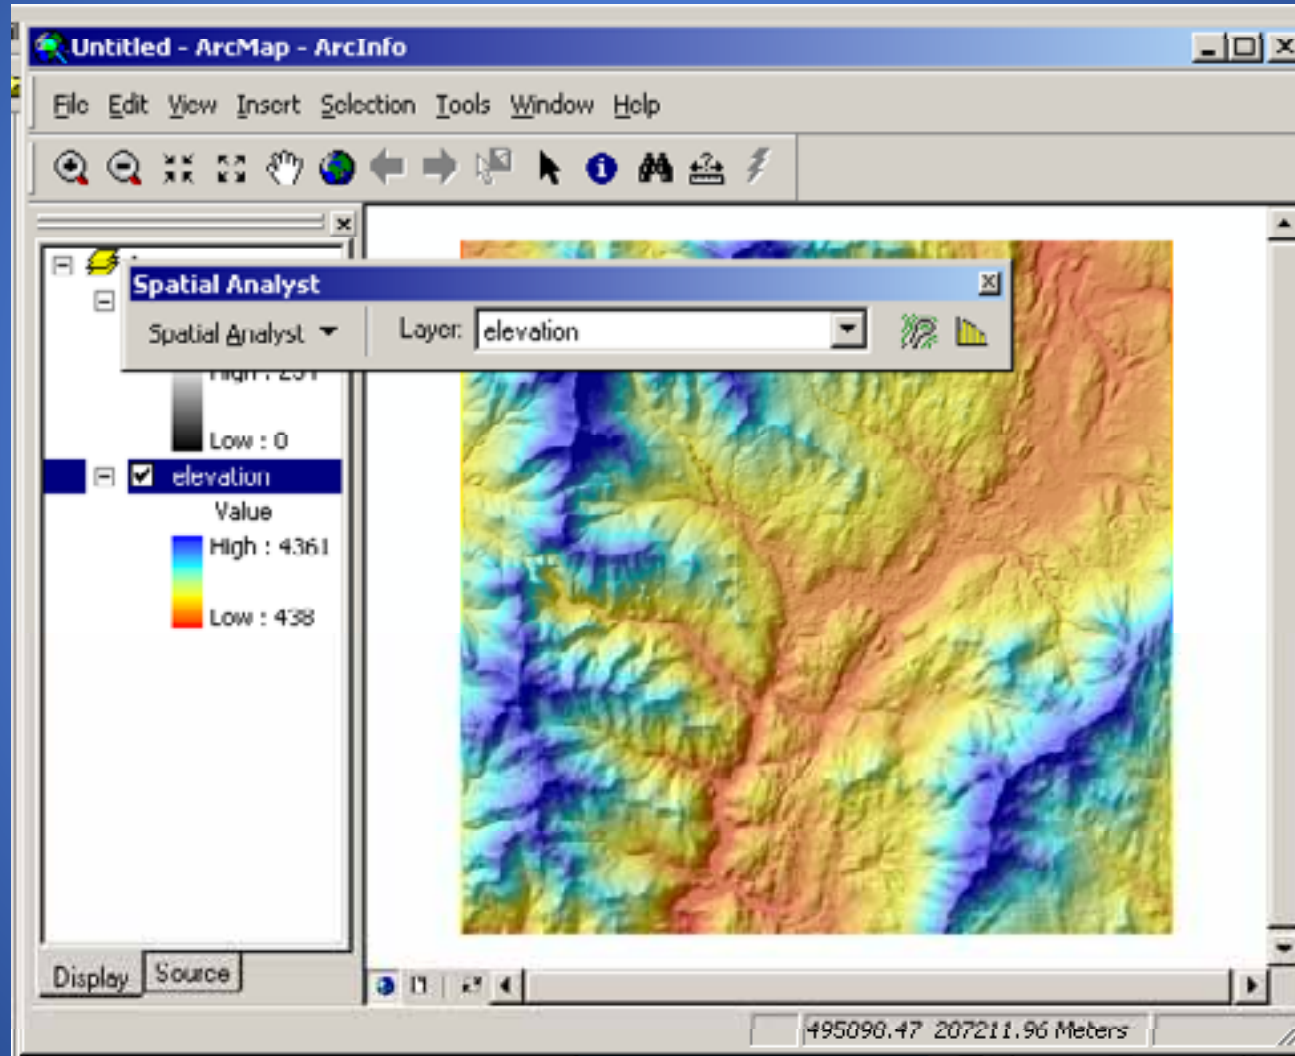 Untitled - ArcMap - ArcInfo
File Edit View Insert Selection Tools Window Help
Spatial Analyst
Spatial Analyst Layer: elevation
Low : 0
elevation
Value
High : 4361
Low : 438
Display Source
495090.47 207211.96 Meters